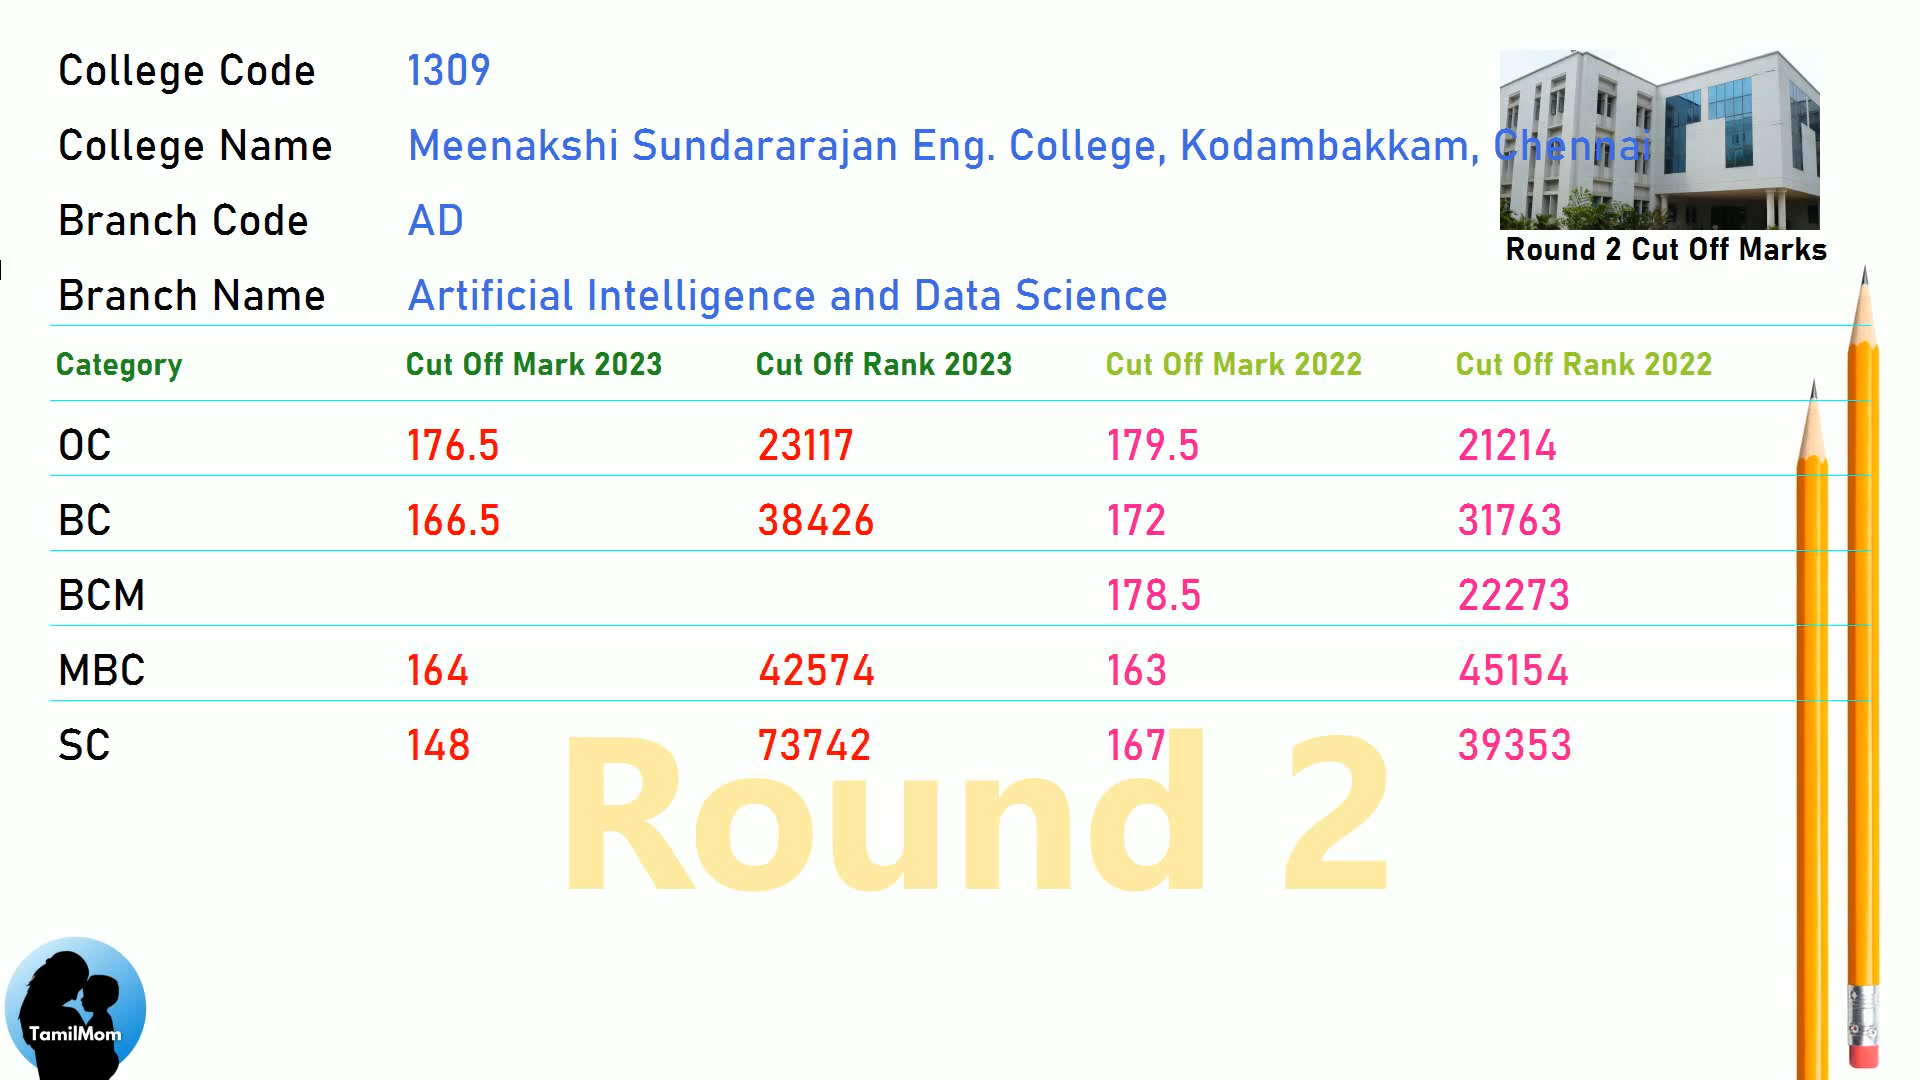 College Code 1309
College Name Meenakshi Sundararajan Eng. College, Kodambakkam, Chennai
Branch Code AD
Round 2 Cut Off Marks
Branch Name Artificial Intelligence and Data Science
Category Cut Off Mark 2023 Cut Off Rank 2023 Cut Off Mark 2022 Cut Off Rank 2022
OC 176.5 23117 179.5 21214
BC 166.5 38426 172 31763
BCM 178.5 22273
MBC 164 42574 163 45154
SC 148 73742 167 39353
Round 2
TamilMom